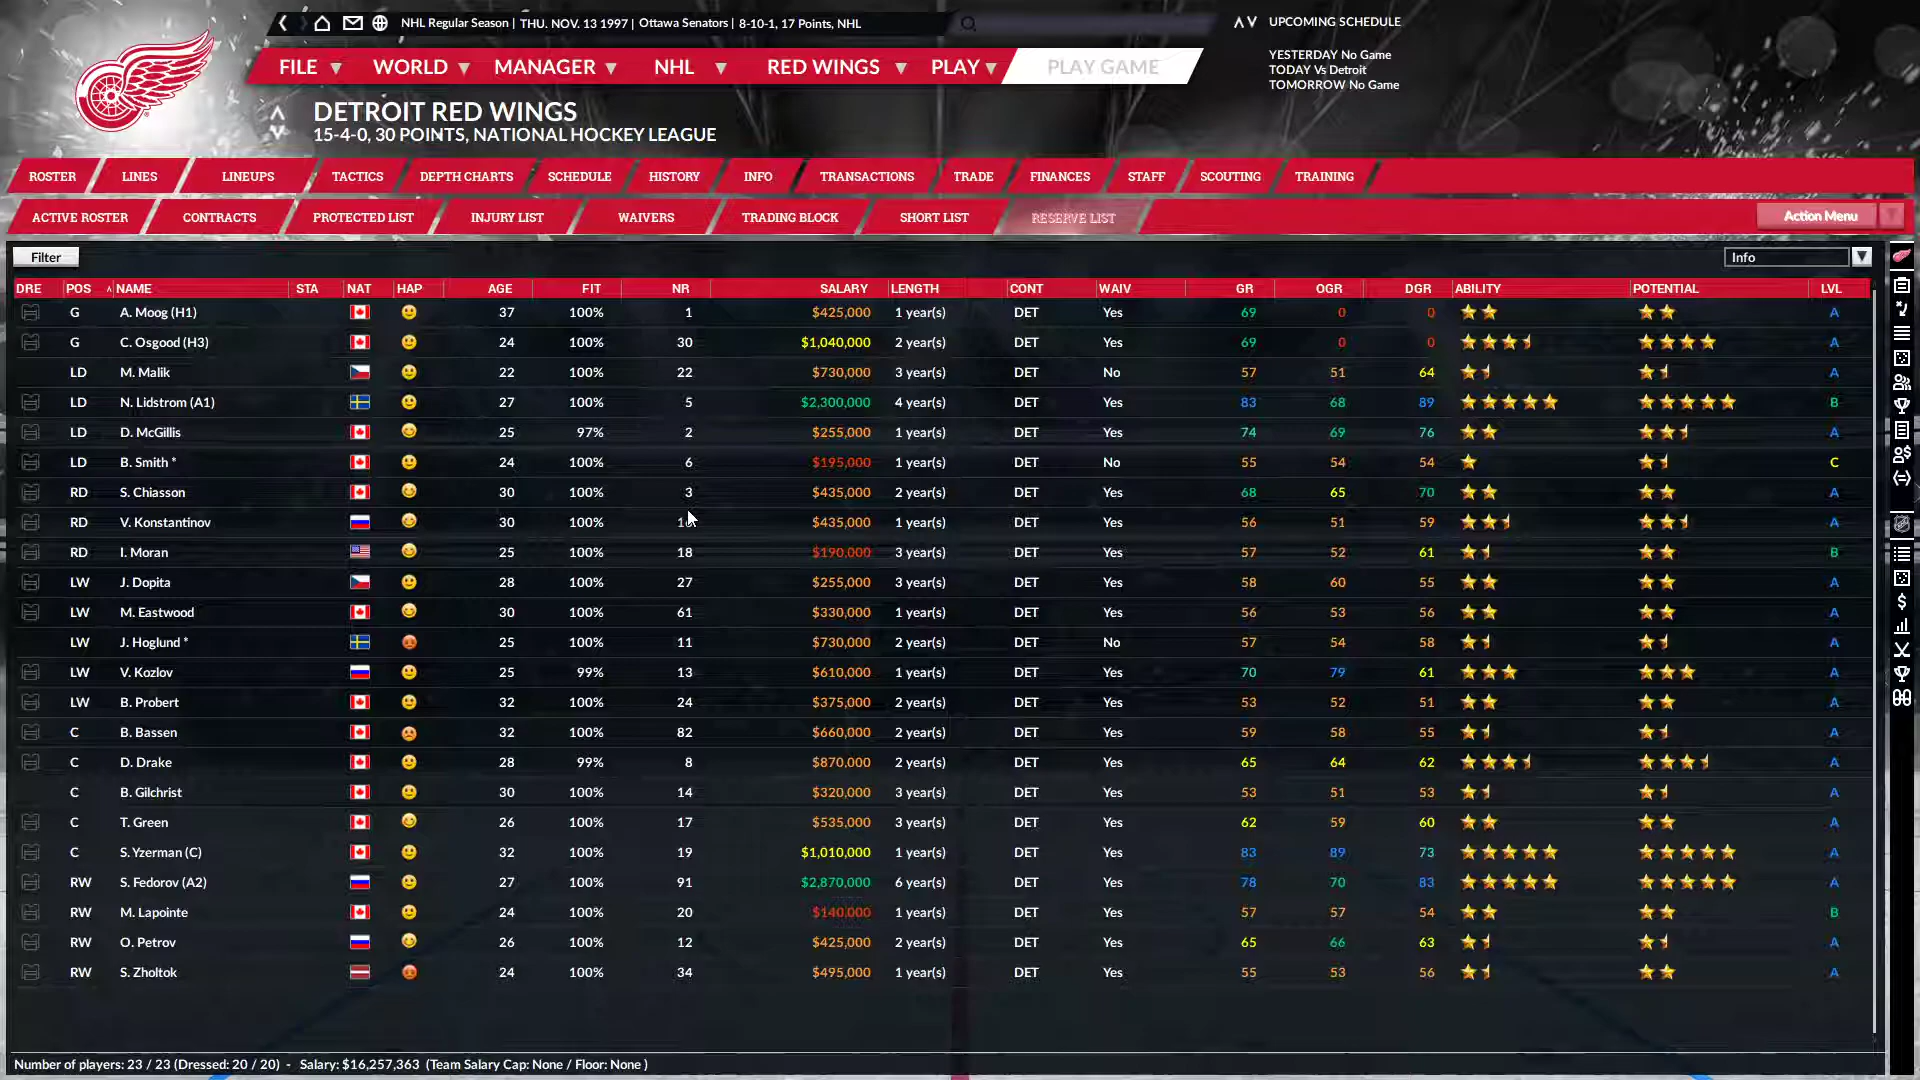 NHL Regular Season | THU. NOV. 13 1997 | Ottawa Senators | 8-10-1, 17 Points, NHL
UPCOMING SCHEDULE
YESTERDAY No Game
TODAY Vs Detroit
TOMORROW No Game
FILE WORLD MANAGER NHL RED WINGS PLAY PLAY GAME
DETROIT RED WINGS
15-4-0, 30 POINTS, NATIONAL HOCKEY LEAGUE
ROSTER LINES LINEUPS TACTICS DEPTH CHARTS SCHEDULE HISTORY INFO TRANSACTIONS TRADE FINANCES STAFF SCOUTING TRAINING
ACTIVE ROSTER CONTRACTS PROTECTED LIST INJURY LIST WAIVERS TRADING BLOCK SHORT LIST RESERVE LIST Action Menu
Filter Info
DRE POS NAME STA NAT HAP AGE FIT NR SALARY LENGTH CONT WAIV GR OGR DGR ABILITY POTENTIAL LVL
G A. Moog (H1) 37 100% 1 $425,000 1 year(s) DET Yes 69 0 0 A
G C. Osgood (H3) 24 100% 30 $1,040,000 2 year(s) DET Yes 69 0 0 A
LD M. Malik 22 100% 22 $730,000 3 year(s) DET No 57 51 64 A
LD N. Lidstrom (A1) 27 100% 5 $2,300,000 4 year(s) DET Yes 83 68 89 B
LD D. McGillis 25 97% 2 $255,000 1 year(s) DET Yes 74 69 76 A
LD B. Smith * 24 100% 6 $195,000 1 year(s) DET No 55 54 54 C
RD S. Chiasson 30 100% 3 $435,000 2 year(s) DET Yes 68 65 70 A
RD V. Konstantinov 30 100% $435,000 1 year(s) DET Yes 56 51 59 A
RD I. Moran 25 100% 18 $190,000 3 year(s) DET Yes 57 52 61 B
LW J. Dopita 28 100% 27 $255,000 3 year(s) DET Yes 58 60 55 A
LW M. Eastwood 30 100% 61 $330,000 1 year(s) DET Yes 56 53 56 A
LW J. Hoglund * 25 100% 11 $730,000 2 year(s) DET No 57 54 58 A
LW V. Kozlov 25 99% 13 $610,000 1 year(s) DET Yes 70 79 61 A
LW B. Probert 32 100% 24 $375,000 2 year(s) DET Yes 53 52 51 A
C B. Bassen 32 100% 82 $660,000 2 year(s) DET Yes 59 58 55 A
C D. Drake 28 99% 8 $870,000 2 year(s) DET Yes 65 64 62 A
C B. Gilchrist 30 100% 14 $320,000 3 year(s) DET Yes 53 51 53 A
C T. Green 26 100% 17 $535,000 3 year(s) DET Yes 62 59 60 A
C S. Yzerman (C) 32 100% 19 $1,010,000 1 year(s) DET Yes 83 89 73 A
RW S. Fedorov (A2) 27 100% 91 $2,870,000 6 year(s) DET Yes 78 70 83 A
RW M. Lapointe 24 100% 20 $140,000 1 year(s) DET Yes 57 57 54 B
RW O. Petrov 26 100% 12 $425,000 2 year(s) DET Yes 65 66 63 A
RW S. Zholtok 24 100% 34 $495,000 1 year(s) DET Yes 55 53 56 A
Number of players: 23 / 23 (Dressed: 20 / 20) - Salary: $16,257,363 (Team Salary Cap: None / Floor: None )